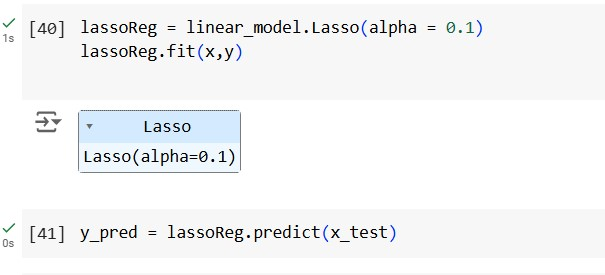 [40] lassoReg = linear_model.Lasso(alpha = 0.1)
lassoReg.fit(x,y)
1s
Lasso
Lasso(alpha=0.1)
[41] y_pred = lassoReg.predict(x_test)
0s